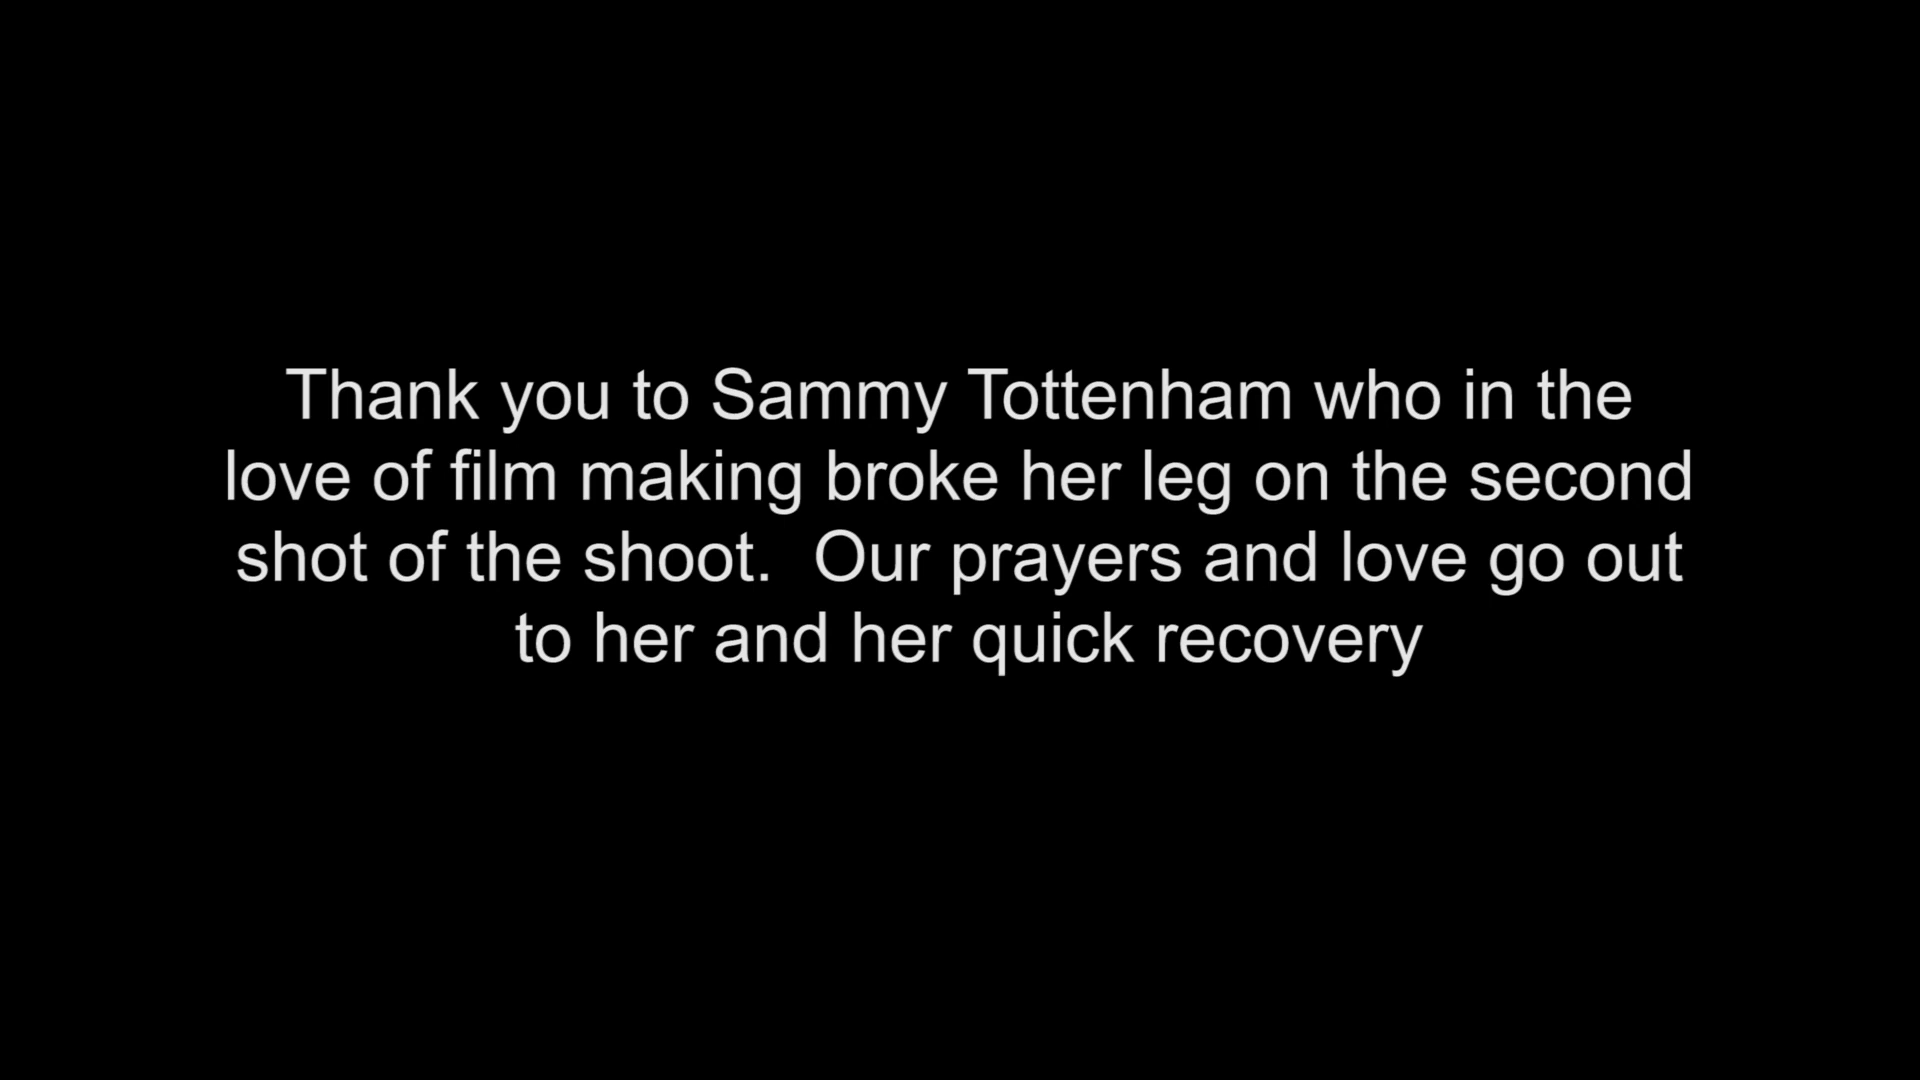 Thank you to Sammy Tottenham who in the
love of film making broke her leg on the second
shot of the shoot.  Our prayers and love go out
to her and her quick recovery